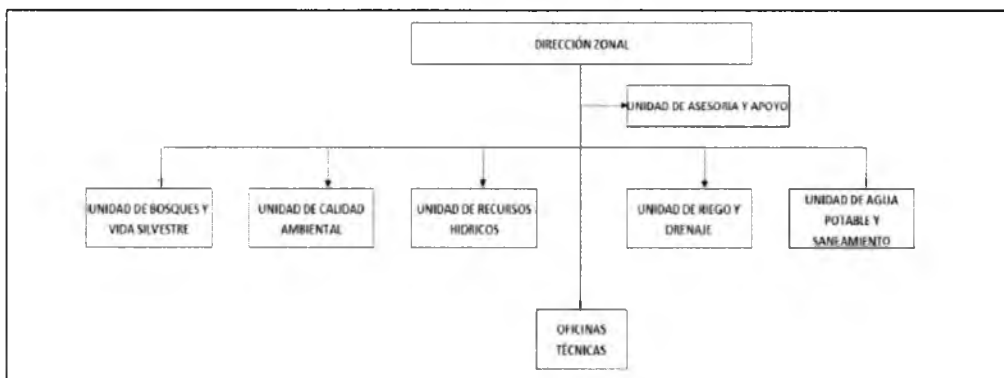 DIRECCIÓN ZONAL
UNIDAD DE ASESORIA Y APOYO
UNIDAD DE BOSQUES Y
VIDA SILVESTRE
UNIDAD DE CALIDAD
AMBIENTAL
UNIDAD DE RECURSOS
HIDRICOS
UNIDAD DE RIEGO Y
DRENAJE
UNIDAD DE AGUA
POTABLE Y
SANEAMIENTO
OFICINAS
TÉCNICAS